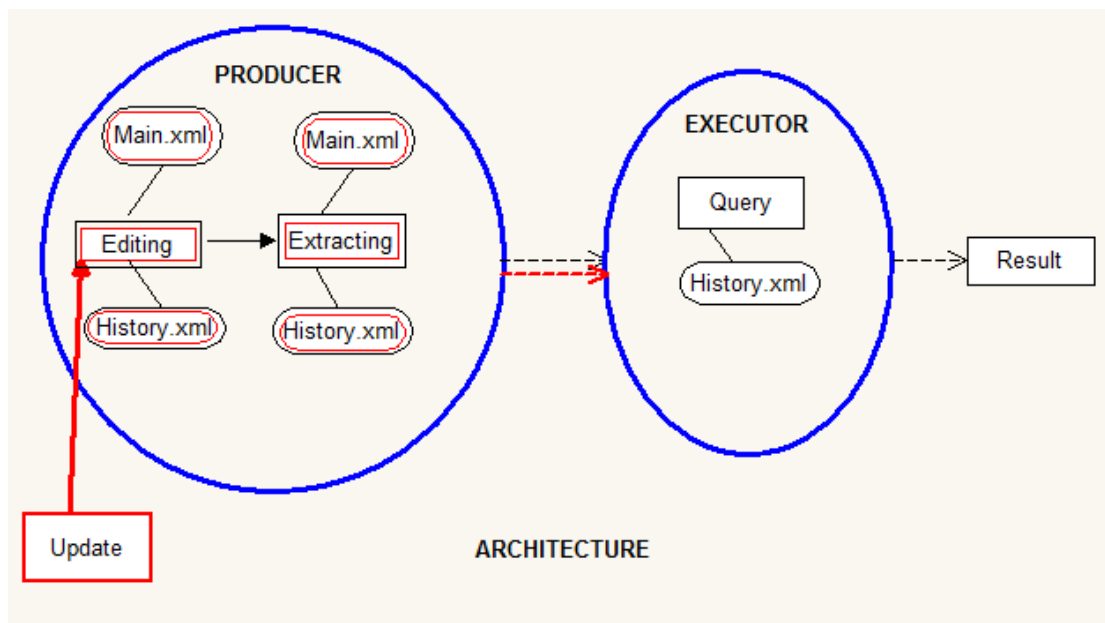 PRODUCER
Main.xml
Main.xml
Editing
Extracting
History.xml
History.xml
EXECUTOR
Query
History.xml
Result
Update
ARCHITECTURE